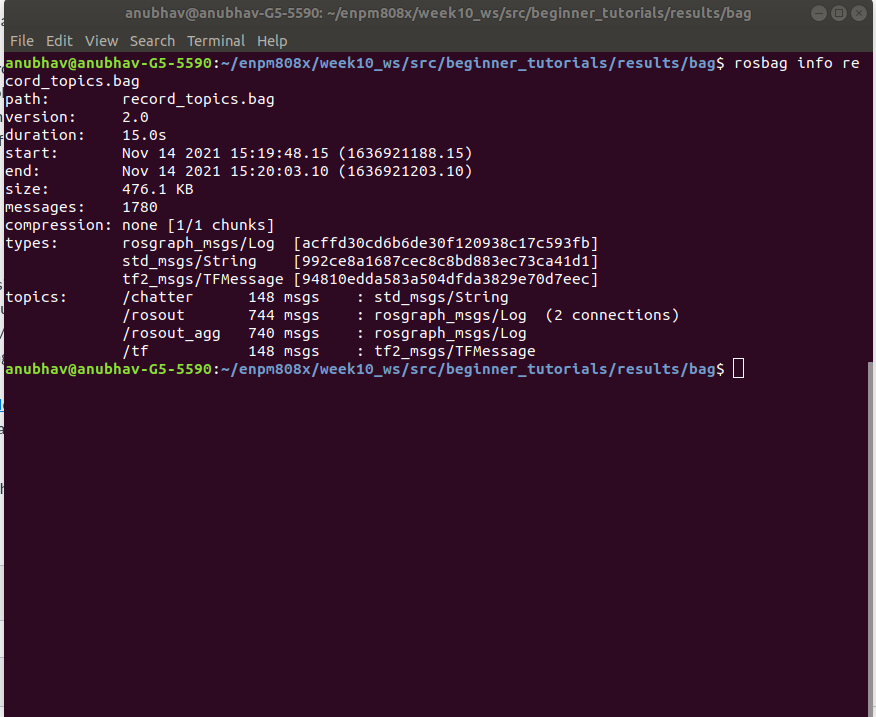 anubhav@anubhav-G5-5590: ~/enpm808x/week10_ws/src/beginner_tutorials/results/bag
File Edit View Search Terminal Help
anubhav@anubhav-G5-5590:~/enpm808x/week10_ws/src/beginner_tutorials/results/bag$ rosbag info re
cord_topics.bag
path:        record_topics.bag
version:     2.0
duration:    15.0s
start:       Nov 14 2021 15:19:48.15 (1636921188.15)
end:         Nov 14 2021 15:20:03.10 (1636921203.10)
size:        476.1 KB
messages:    1780
compression: none [1/1 chunks]
types:       rosgraph_msgs/Log  [acffd30cd6b6de30f120938c17c593fb]
             std_msgs/String    [992ce8a1687cec8c8bd883ec73ca41d1]
             tf2_msgs/TFMessage [94810edda583a504dfda3829e70d7eec]
topics:      /chatter      148 msgs    : std_msgs/String
             /rosout       744 msgs    : rosgraph_msgs/Log  (2 connections)
             /rosout_agg   740 msgs    : rosgraph_msgs/Log
             /tf           148 msgs    : tf2_msgs/TFMessage
anubhav@anubhav-G5-5590:~/enpm808x/week10_ws/src/beginner_tutorials/results/bag$